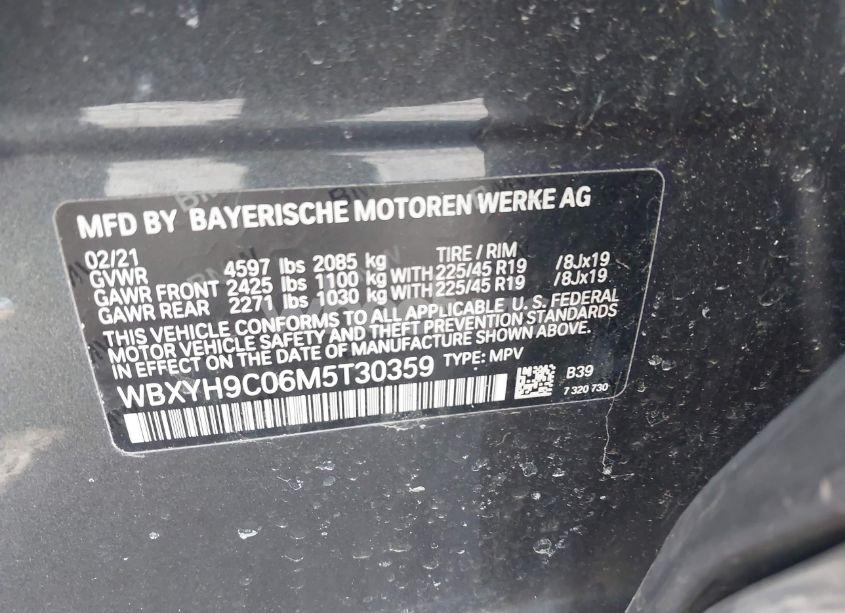 MFD BY BAYERISCHE MOTOREN WERKE AG
02/21 TIRE / RIM
GVWR 4597 lbs 2085 kg
GAWR FRONT 2425 lbs 1100 kg WITH 225/45 R19 /8Jx19
GAWR REAR 2271 lbs 1030 kg WITH 225/45 R19 /8Jx19
THIS VEHICLE CONFORMS TO ALL APPLICABLE U. S. FEDERAL
MOTOR VEHICLE SAFETY AND THEFT PREVENTION STANDARDS
IN EFFECT ON THE DATE OF MANUFACTURE SHOWN ABOVE.
WBXYH9C06M5T30359 TYPE: MPV B39
7 320 730